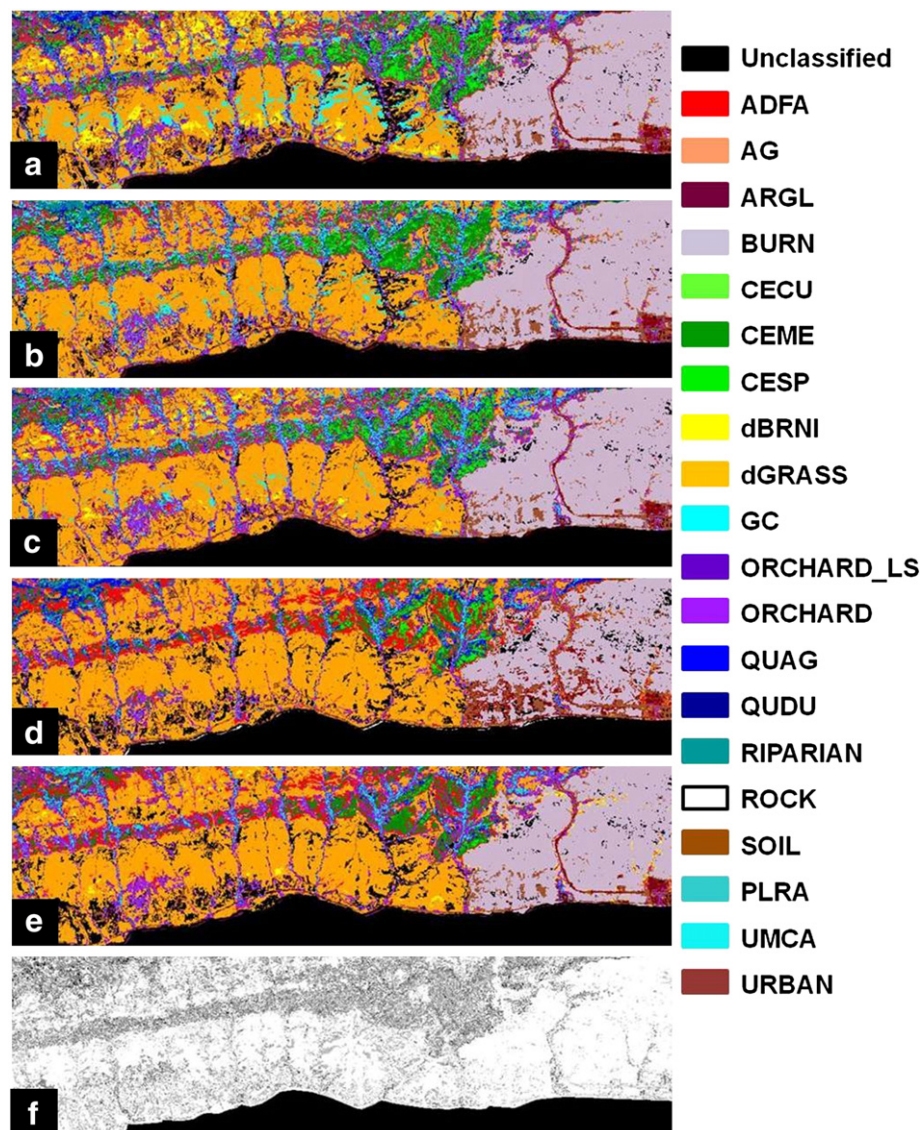 a
b
c
d
e
f
Unclassified
ADFA
AG
ARGL
BURN
CECU
CEME
CESP
dBRNI
dGRASS
GC
ORCHARD_LS
ORCHARD
QUAG
QUDU
RIPARIAN
ROCK
SOIL
PLRA
UMCA
URBAN